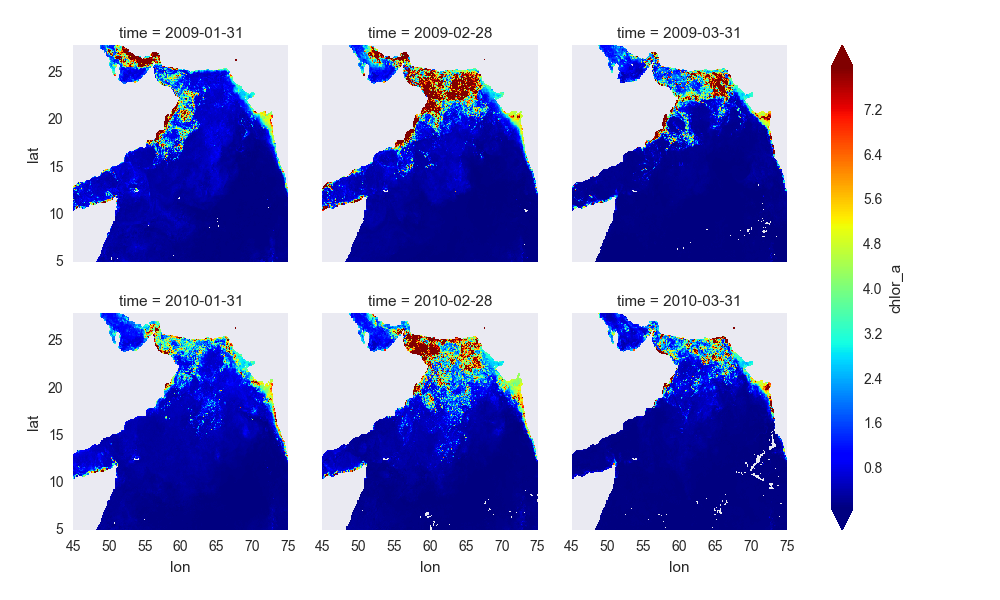 time = 2009-01-31
time = 2009-02-28
time = 2009-03-31
25
20
15
10
5
lat
time = 2010-01-31
time = 2010-02-28
time = 2010-03-31
25
20
15
10
5
lat
45 50 55 60 65 70 75
45 50 55 60 65 70 75
45 50 55 60 65 70 75
lon
lon
lon
7.2
6.4
5.6
4.8
4.0
3.2
2.4
1.6
0.8
chlor_a